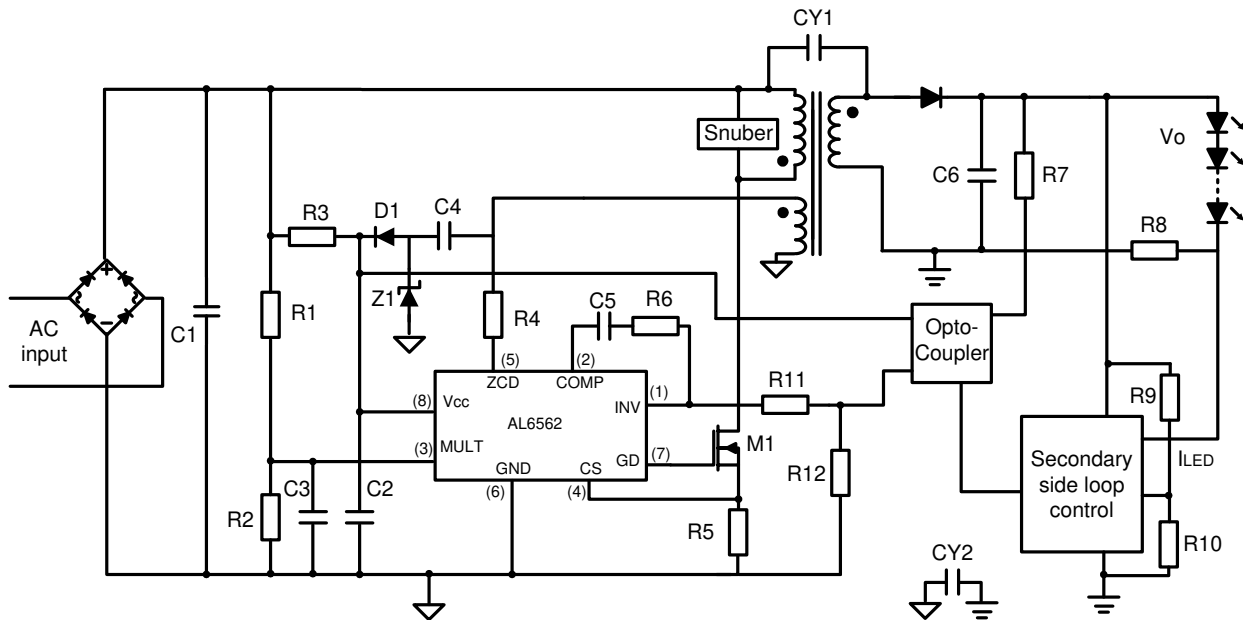 CY1
Snuber
Vo
C6
R7
R3
D1
C4
R8
AC
input
C1
R1
Z1
R4
C5
R6
Opto-
Coupler
(5)
(2)
ZCD
COMP
R11
R9
(8)
Vcc
(1)
INV
AL6562
M1
(3)
MULT
(7)
GD
ILED
GND
CS
R12
Secondary
side loop
control
(6)
(4)
R2
C3
C2
R5
R10
CY2